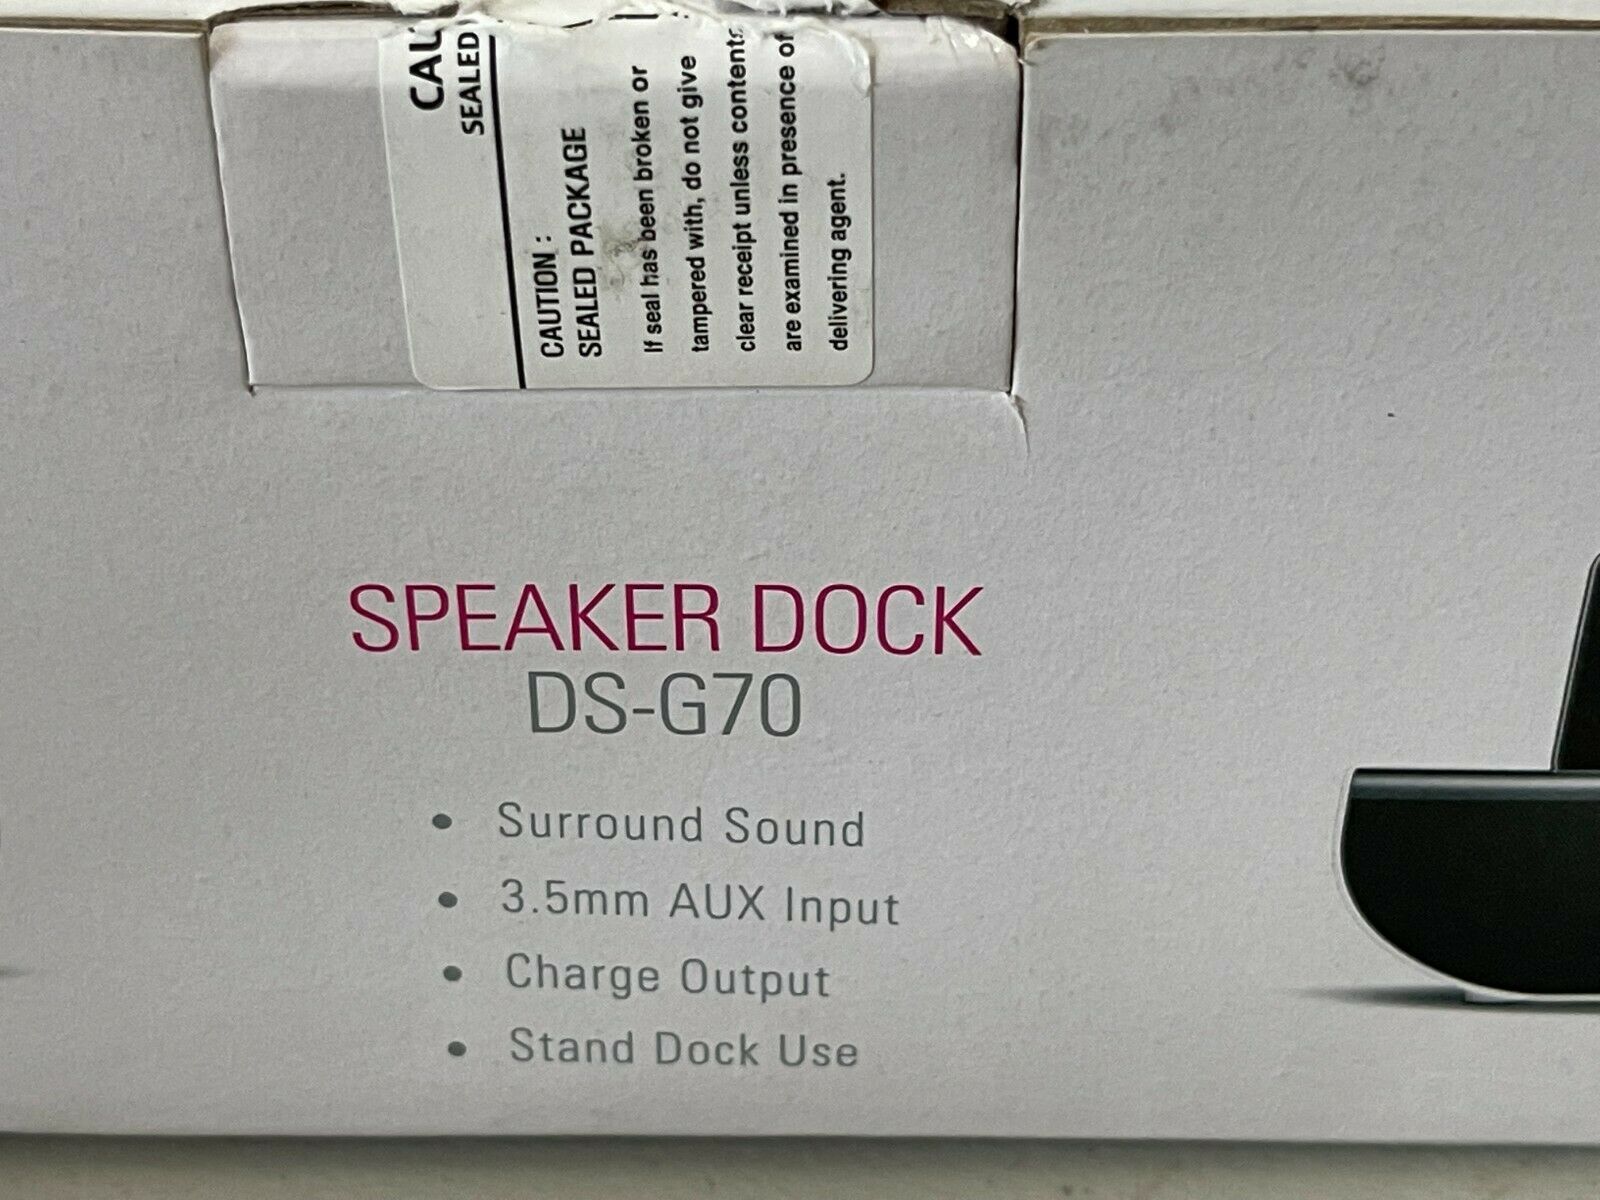 CAU
SEALED
CAUTION :
SEALED PACKAGE
If seal has been broken or
tampered with, do not give
clear receipt unless contents
are examined in presence of
delivering agent.
SPEAKER DOCK
DS-G70
• Surround Sound
• 3.5mm AUX Input
• Charge Output
• Stand Dock Use